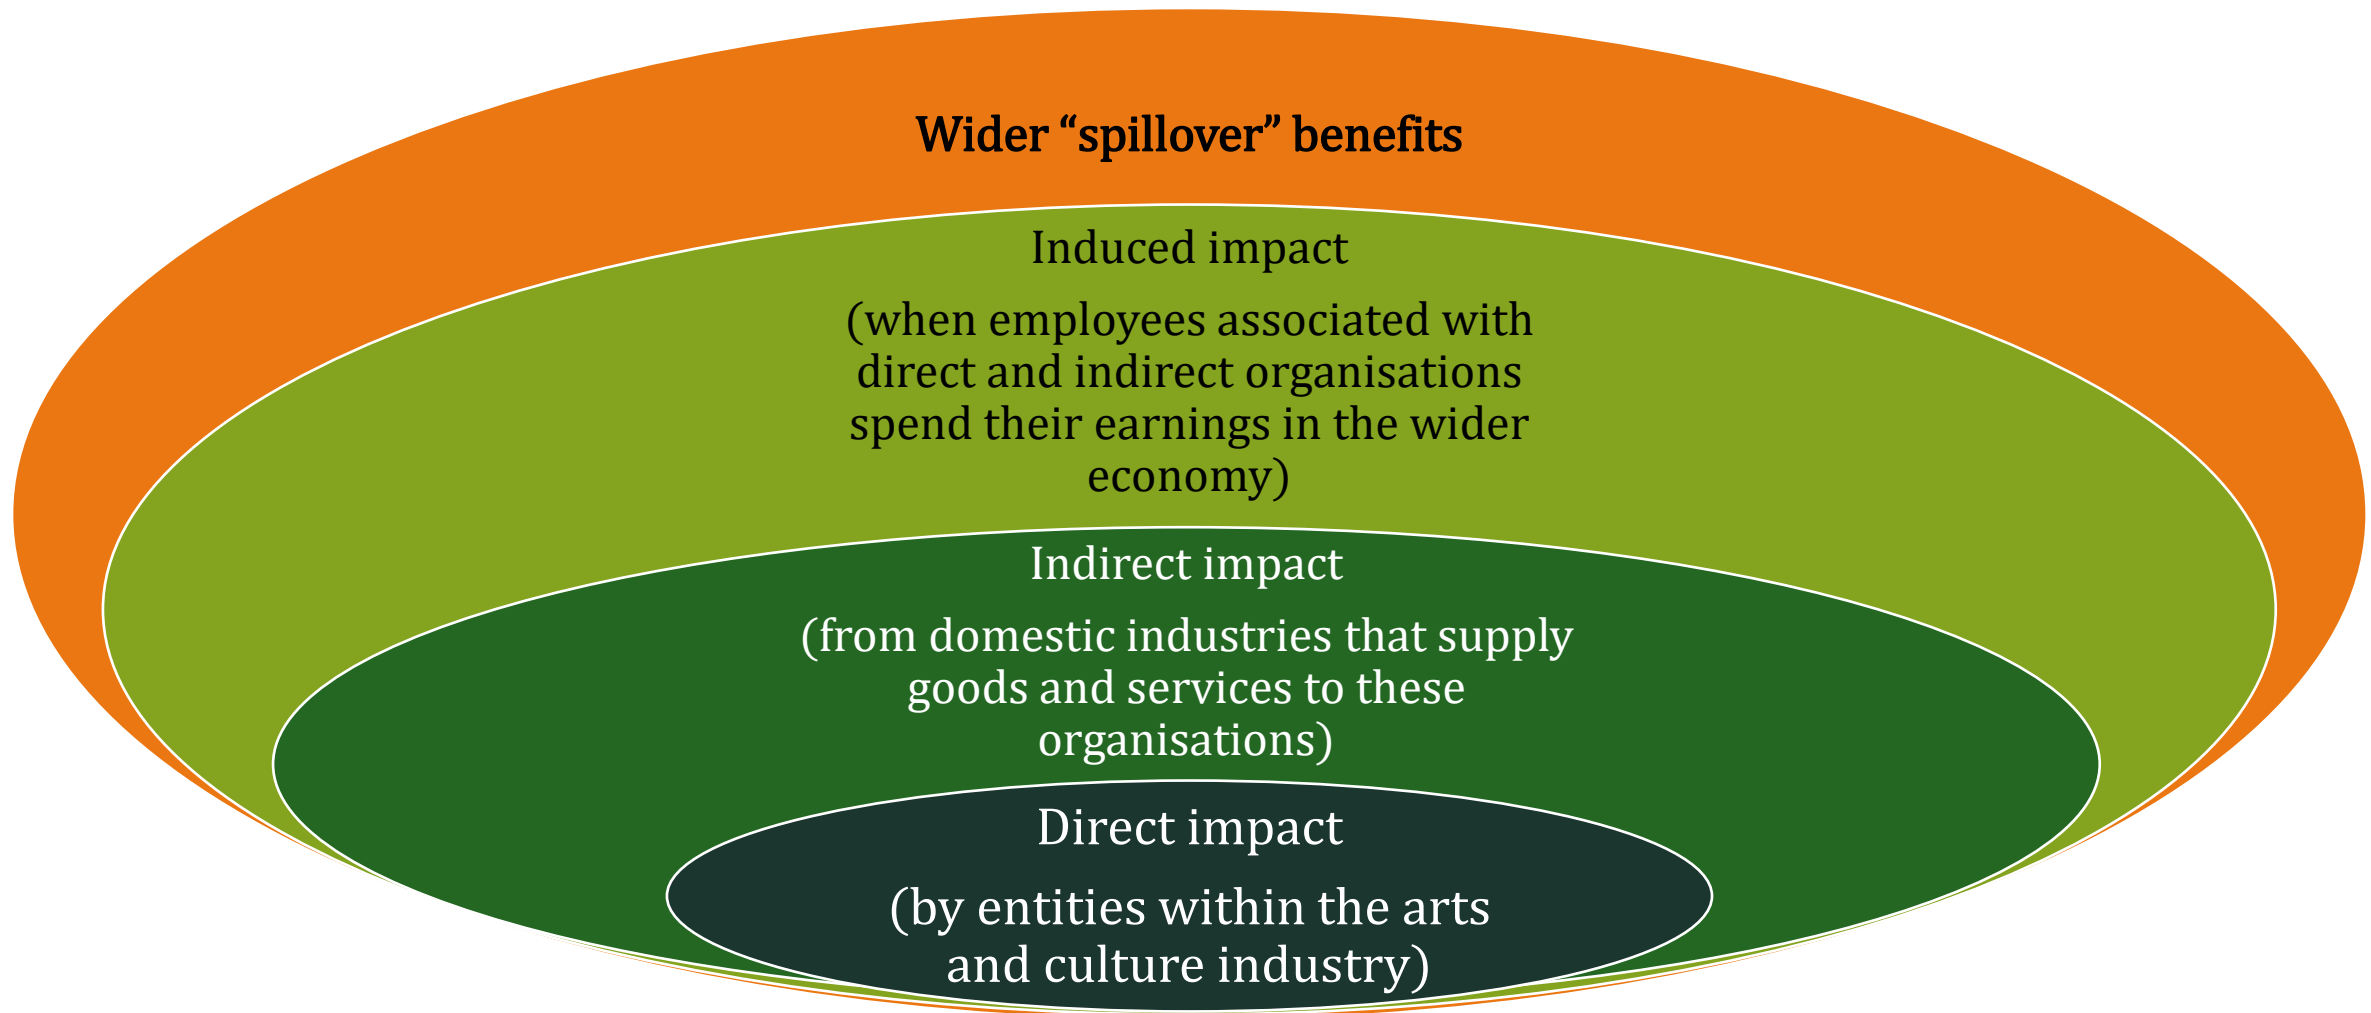 Wider “spillover” benefits
Induced impact
(when employees associated with
direct and indirect organisations
spend their earnings in the wider
economy)
Indirect impact
(from domestic industries that supply
goods and services to these
organisations)
Direct impact
(by entities within the arts
and culture industry)